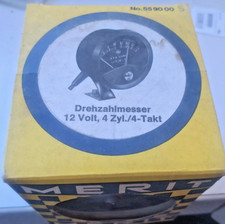 No. 55 90 00
Drehzahlmesser
12 Volt, 4 Zyl./4-Takt
MERIT